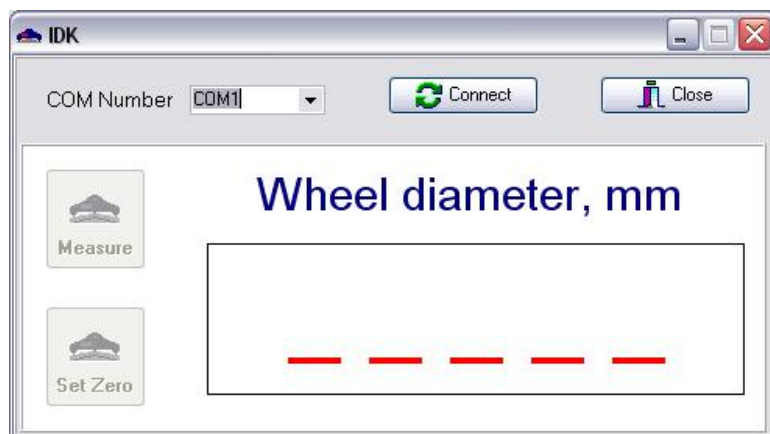 IDK
COM Number COM1 Connect Close
Wheel diameter, mm
Measure
_ _ _ _ _
Set Zero